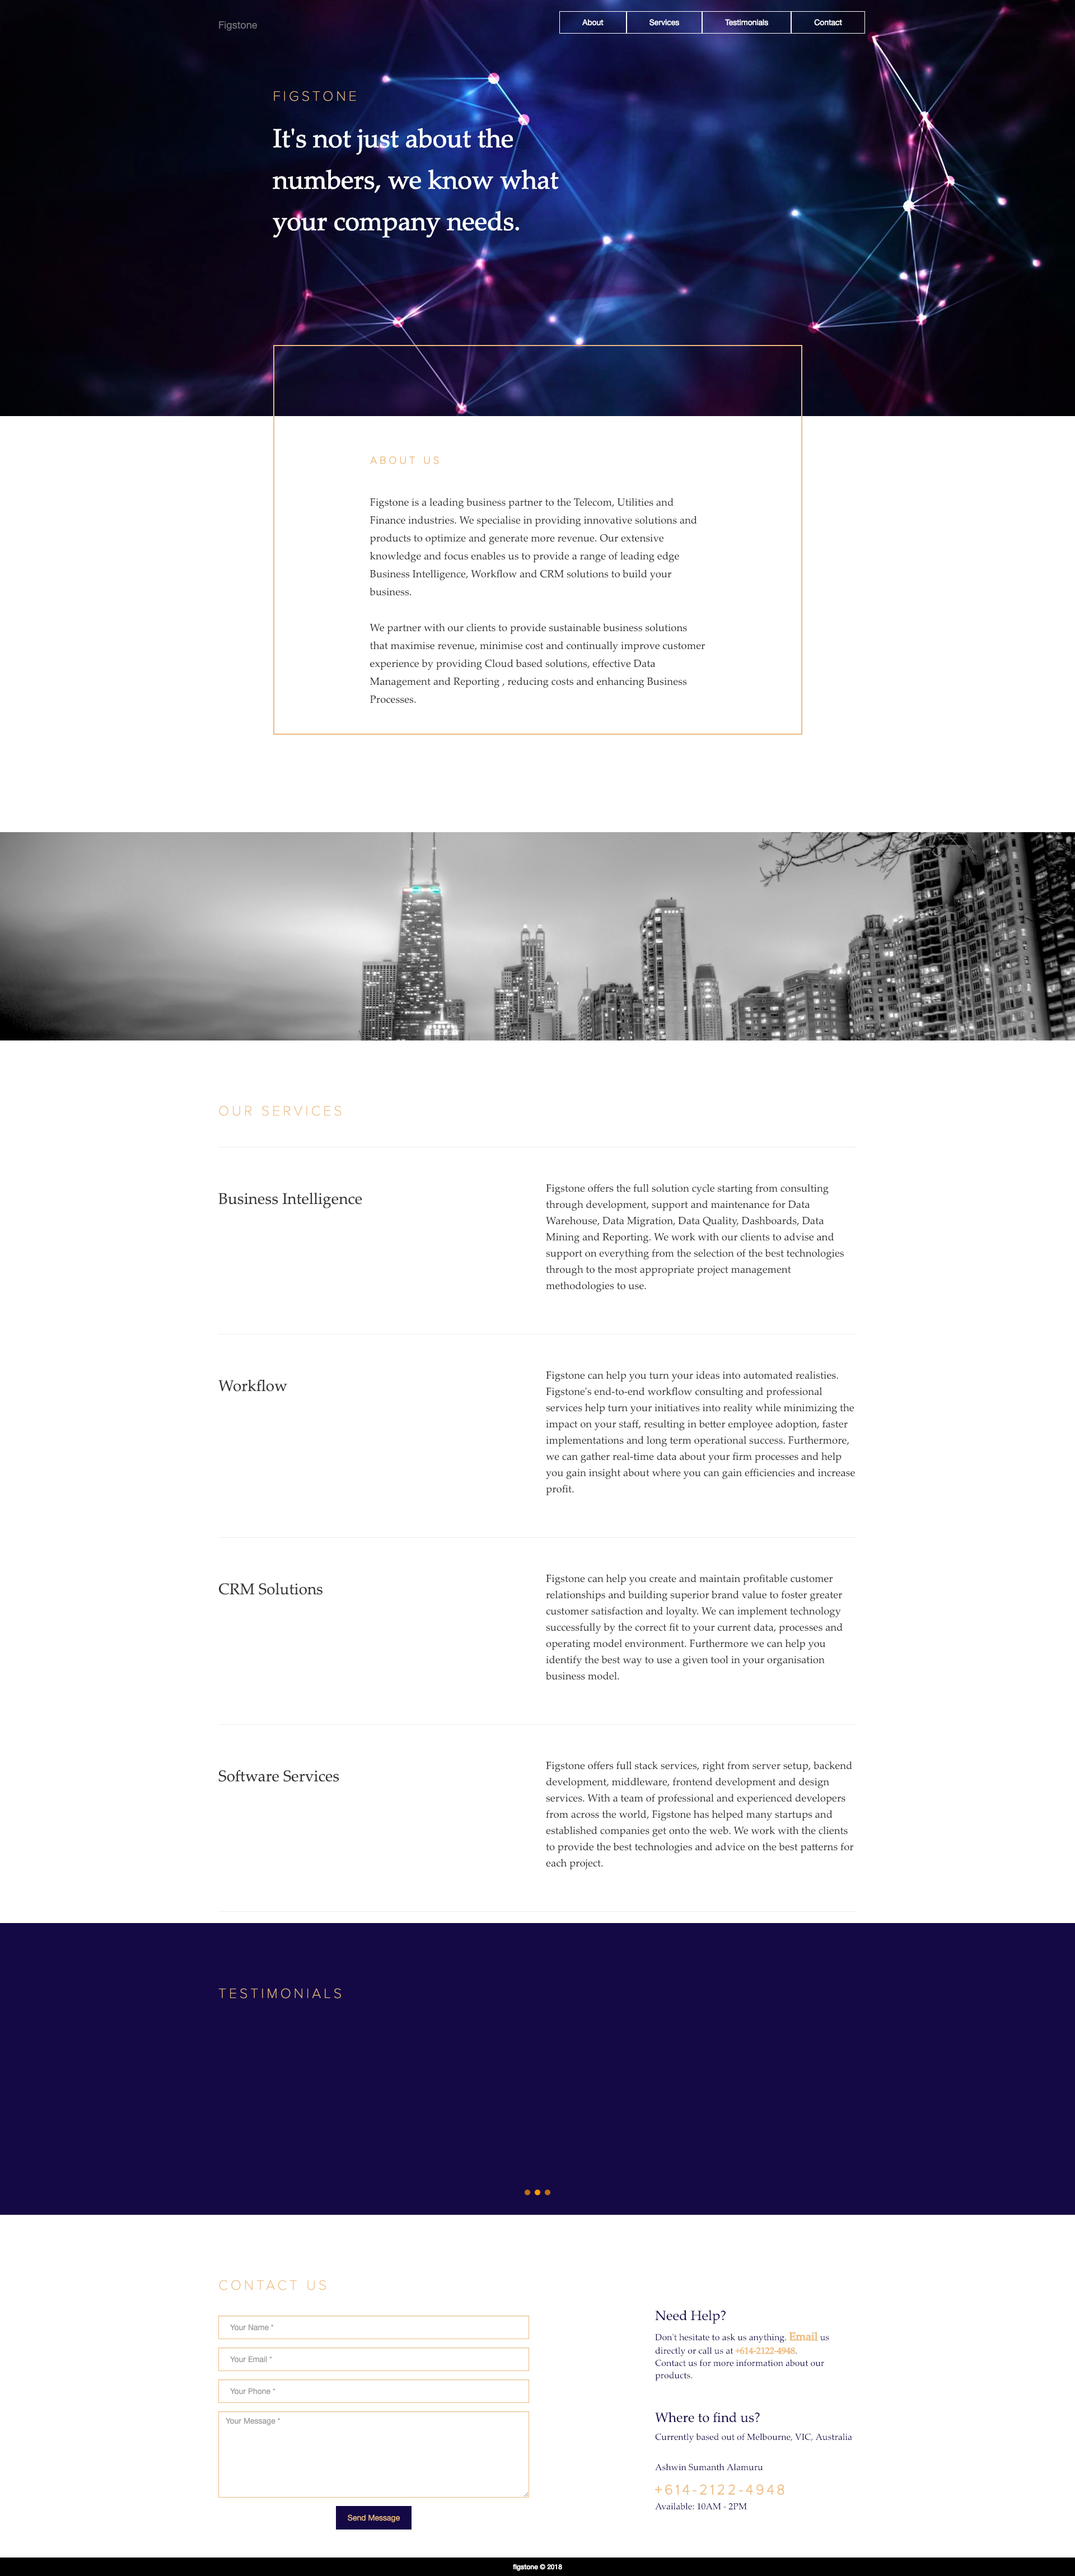 Figstone
About
Services
Testimonials
Contact
FIGSTONE
It's not just about the
numbers, we know what
your company needs.
ABOUT US
Figstone is a leading business partner to the Telecom, Utilities and
Finance industries. We specialise in providing innovative solutions and
products to optimize and generate more revenue. Our extensive
knowledge and focus enables us to provide a range of leading edge
Business Intelligence, Workflow and CRM solutions to build your
business.
We partner with our clients to provide sustainable business solutions
that maximise revenue, minimise cost and continually improve customer
experience by providing Cloud based solutions, effective Data
Management and Reporting , reducing costs and enhancing Business
Processes.
OUR SERVICES
Business Intelligence
Figstone offers the full solution cycle starting from consulting
through development, support and maintenance for Data
Warehouse, Data Migration, Data Quality, Dashboards, Data
Mining and Reporting. We work with our clients to advise and
support on everything from the selection of the best technologies
through to the most appropriate project management
methodologies to use.
Workflow
Figstone can help you turn your ideas into automated realisties.
Figstone's end-to-end workflow consulting and professional
services help turn your initiatives into reality while minimizing the
impact on your staff, resulting in better employee adoption, faster
implementations and long term operational success. Furthermore,
we can gather real-time data about your firm processes and help
you gain insight about where you can gain efficiencies and increase
profit.
CRM Solutions
Figstone can help you create and maintain profitable customer
relationships and building superior brand value to foster greater
customer satisfaction and loyalty. We can implement technology
successfully by the correct fit to your current data, processes and
operating model environment. Furthermore we can help you
identify the best way to use a given tool in your organisation
business model.
Software Services
Figstone offers full stack services, right from server setup, backend
development, middleware, frontend development and design
services. With a team of professional and experienced developers
from across the world, Figstone has helped many startups and
established companies get onto the web. We work with the clients
to provide the best technologies and advice on the best patterns for
each project.
TESTIMONIALS
CONTACT US
Your Name *
Your Email *
Your Phone *
Your Message *
Send Message
Need Help?
Don't hesitate to ask us anything. Email us
directly or call us at +614-2122-4948.
Contact us for more information about our
products.
Where to find us?
Currently based out of Melbourne, VIC, Australia
Ashwin Sumanth Alamuru
+614-2122-4948
Available: 10AM - 2PM
figstone © 2018